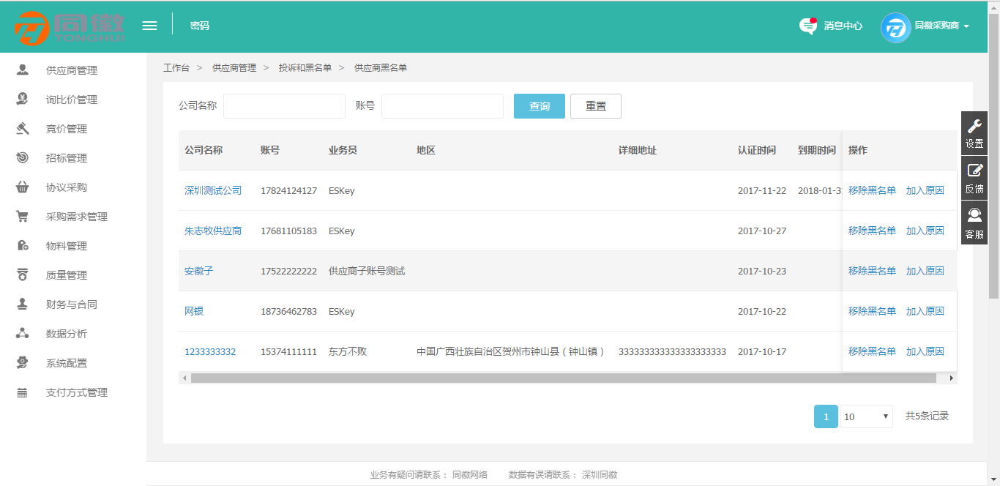 同徽 TONGHUI 密码 消息中心 同徽采购商
供应商管理
询比价管理
竞价管理
招标管理
协议采购
采购需求管理
物料管理
质量管理
财务与合同
数据分析
系统配置
支付方式管理
工作台 > 供应商管理 > 投诉和黑名单 > 供应商黑名单
公司名称 账号 查询 重置
公司名称 账号 业务员 地区 详细地址 认证时间 到期时间 操作
深圳测试公司 17824124127 ESKey 2017-11-22 2018-01-3 移除黑名单 加入原因
朱志牧供应商 17681105183 ESKey 2017-10-27 移除黑名单 加入原因
安徽子 17522222222 供应商子账号测试 2017-10-23 移除黑名单 加入原因
网银 18736462783 ESKey 2017-10-22 移除黑名单 加入原因
1233333332 15374111111 东方不败 中国广西壮族自治区贺州市钟山县（钟山镇） 333333333333333333333 2017-10-17 移除黑名单 加入原因
1 10 共5条记录
设置
反馈
客服
业务有疑问请联系： 同徽网络 数据有误请联系： 深圳同徽